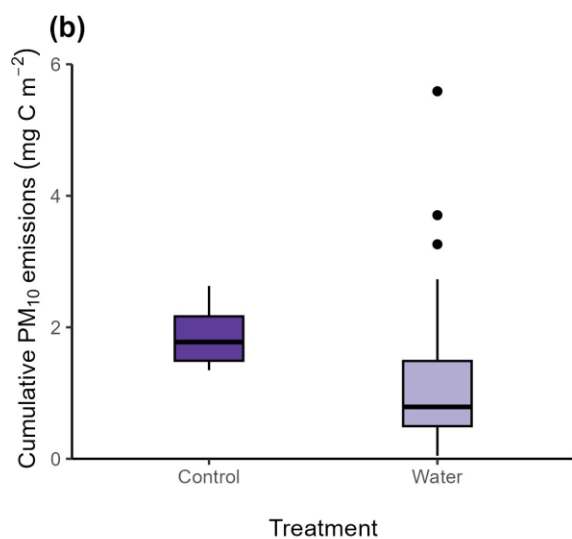 (b)
Cumulative PM₁₀ emissions (mg C m⁻²)
6
4
2
0
Control
Water
Treatment